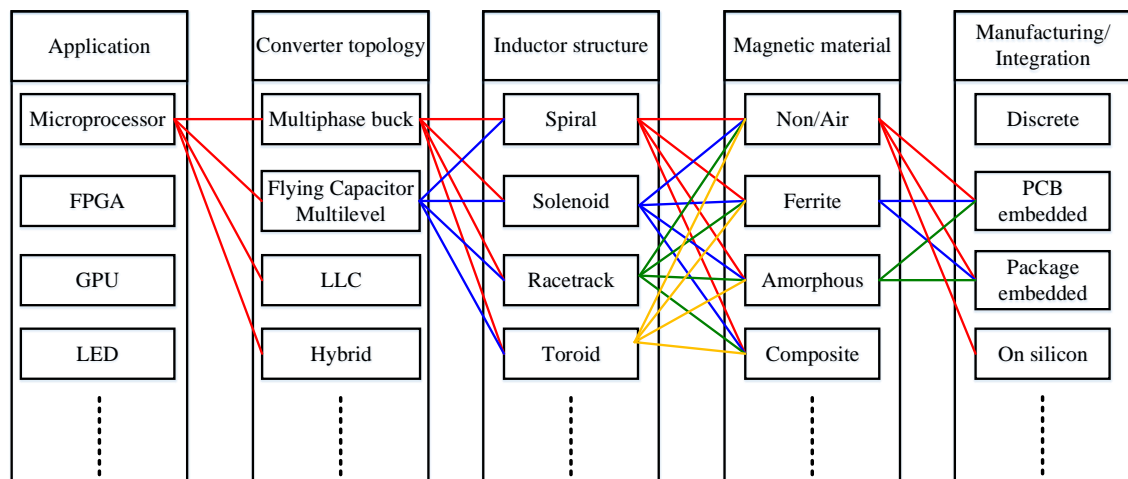 Application
Converter topology
Inductor structure
Magnetic material
Manufacturing/
Integration
Microprocessor
Multiphase buck
Spiral
Non/Air
Discrete
FPGA
Flying Capacitor
Multilevel
Solenoid
Ferrite
PCB
embedded
GPU
LLC
Racetrack
Amorphous
Package
embedded
LED
Hybrid
Toroid
Composite
On silicon